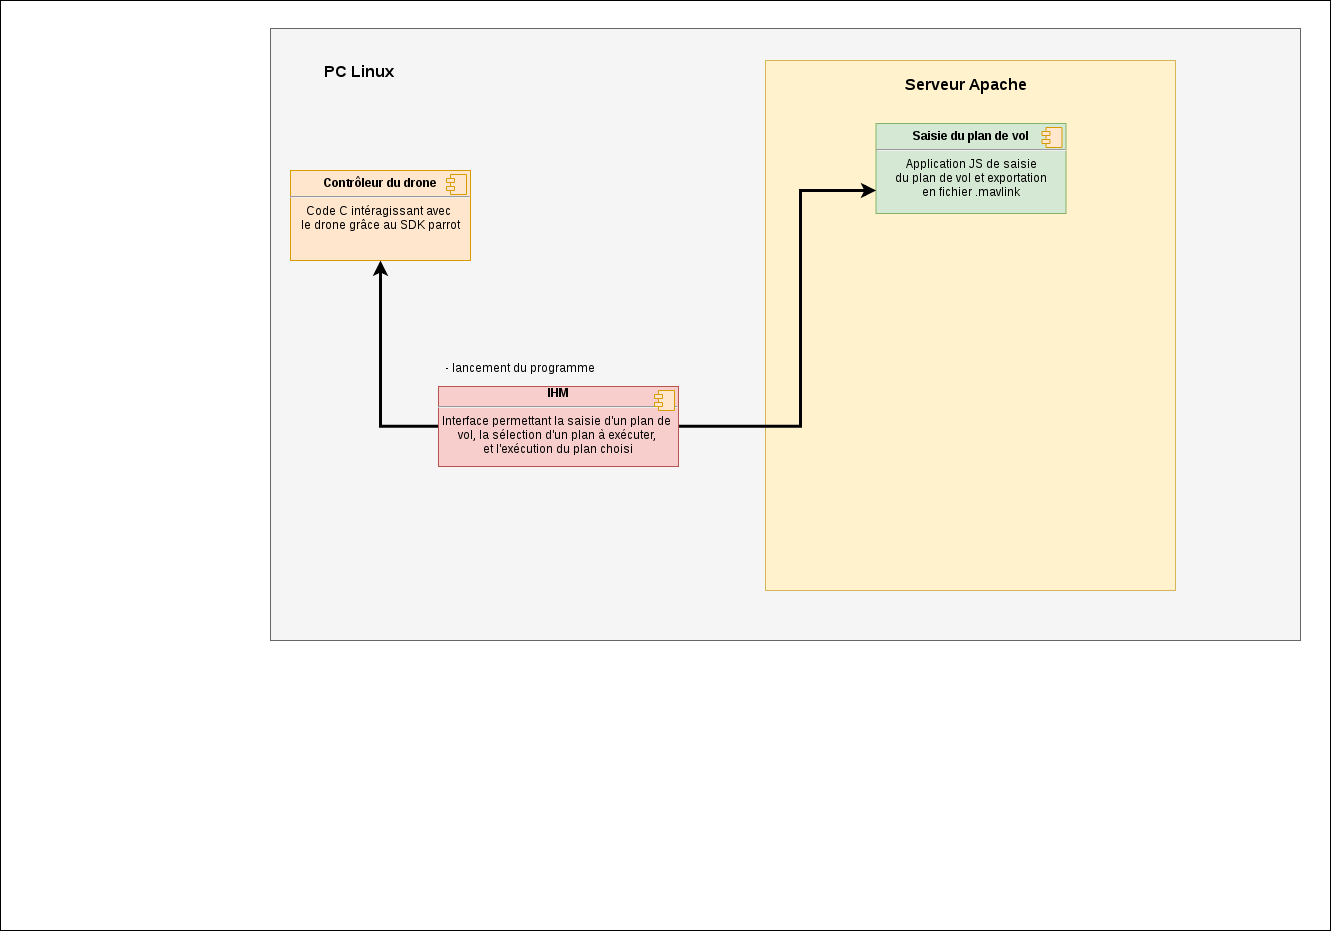 PC Linux
Serveur Apache
Saisie du plan de vol
Application JS de saisie
du plan de vol et exportation
en fichier .mavlink
Contrôleur du drone
Code C intéragissant avec
le drone grâce au SDK parrot
- lancement du programme
IHM
Interface permettant la saisie d'un plan de
vol, la sélection d'un plan à exécuter,
et l'exécution du plan choisi